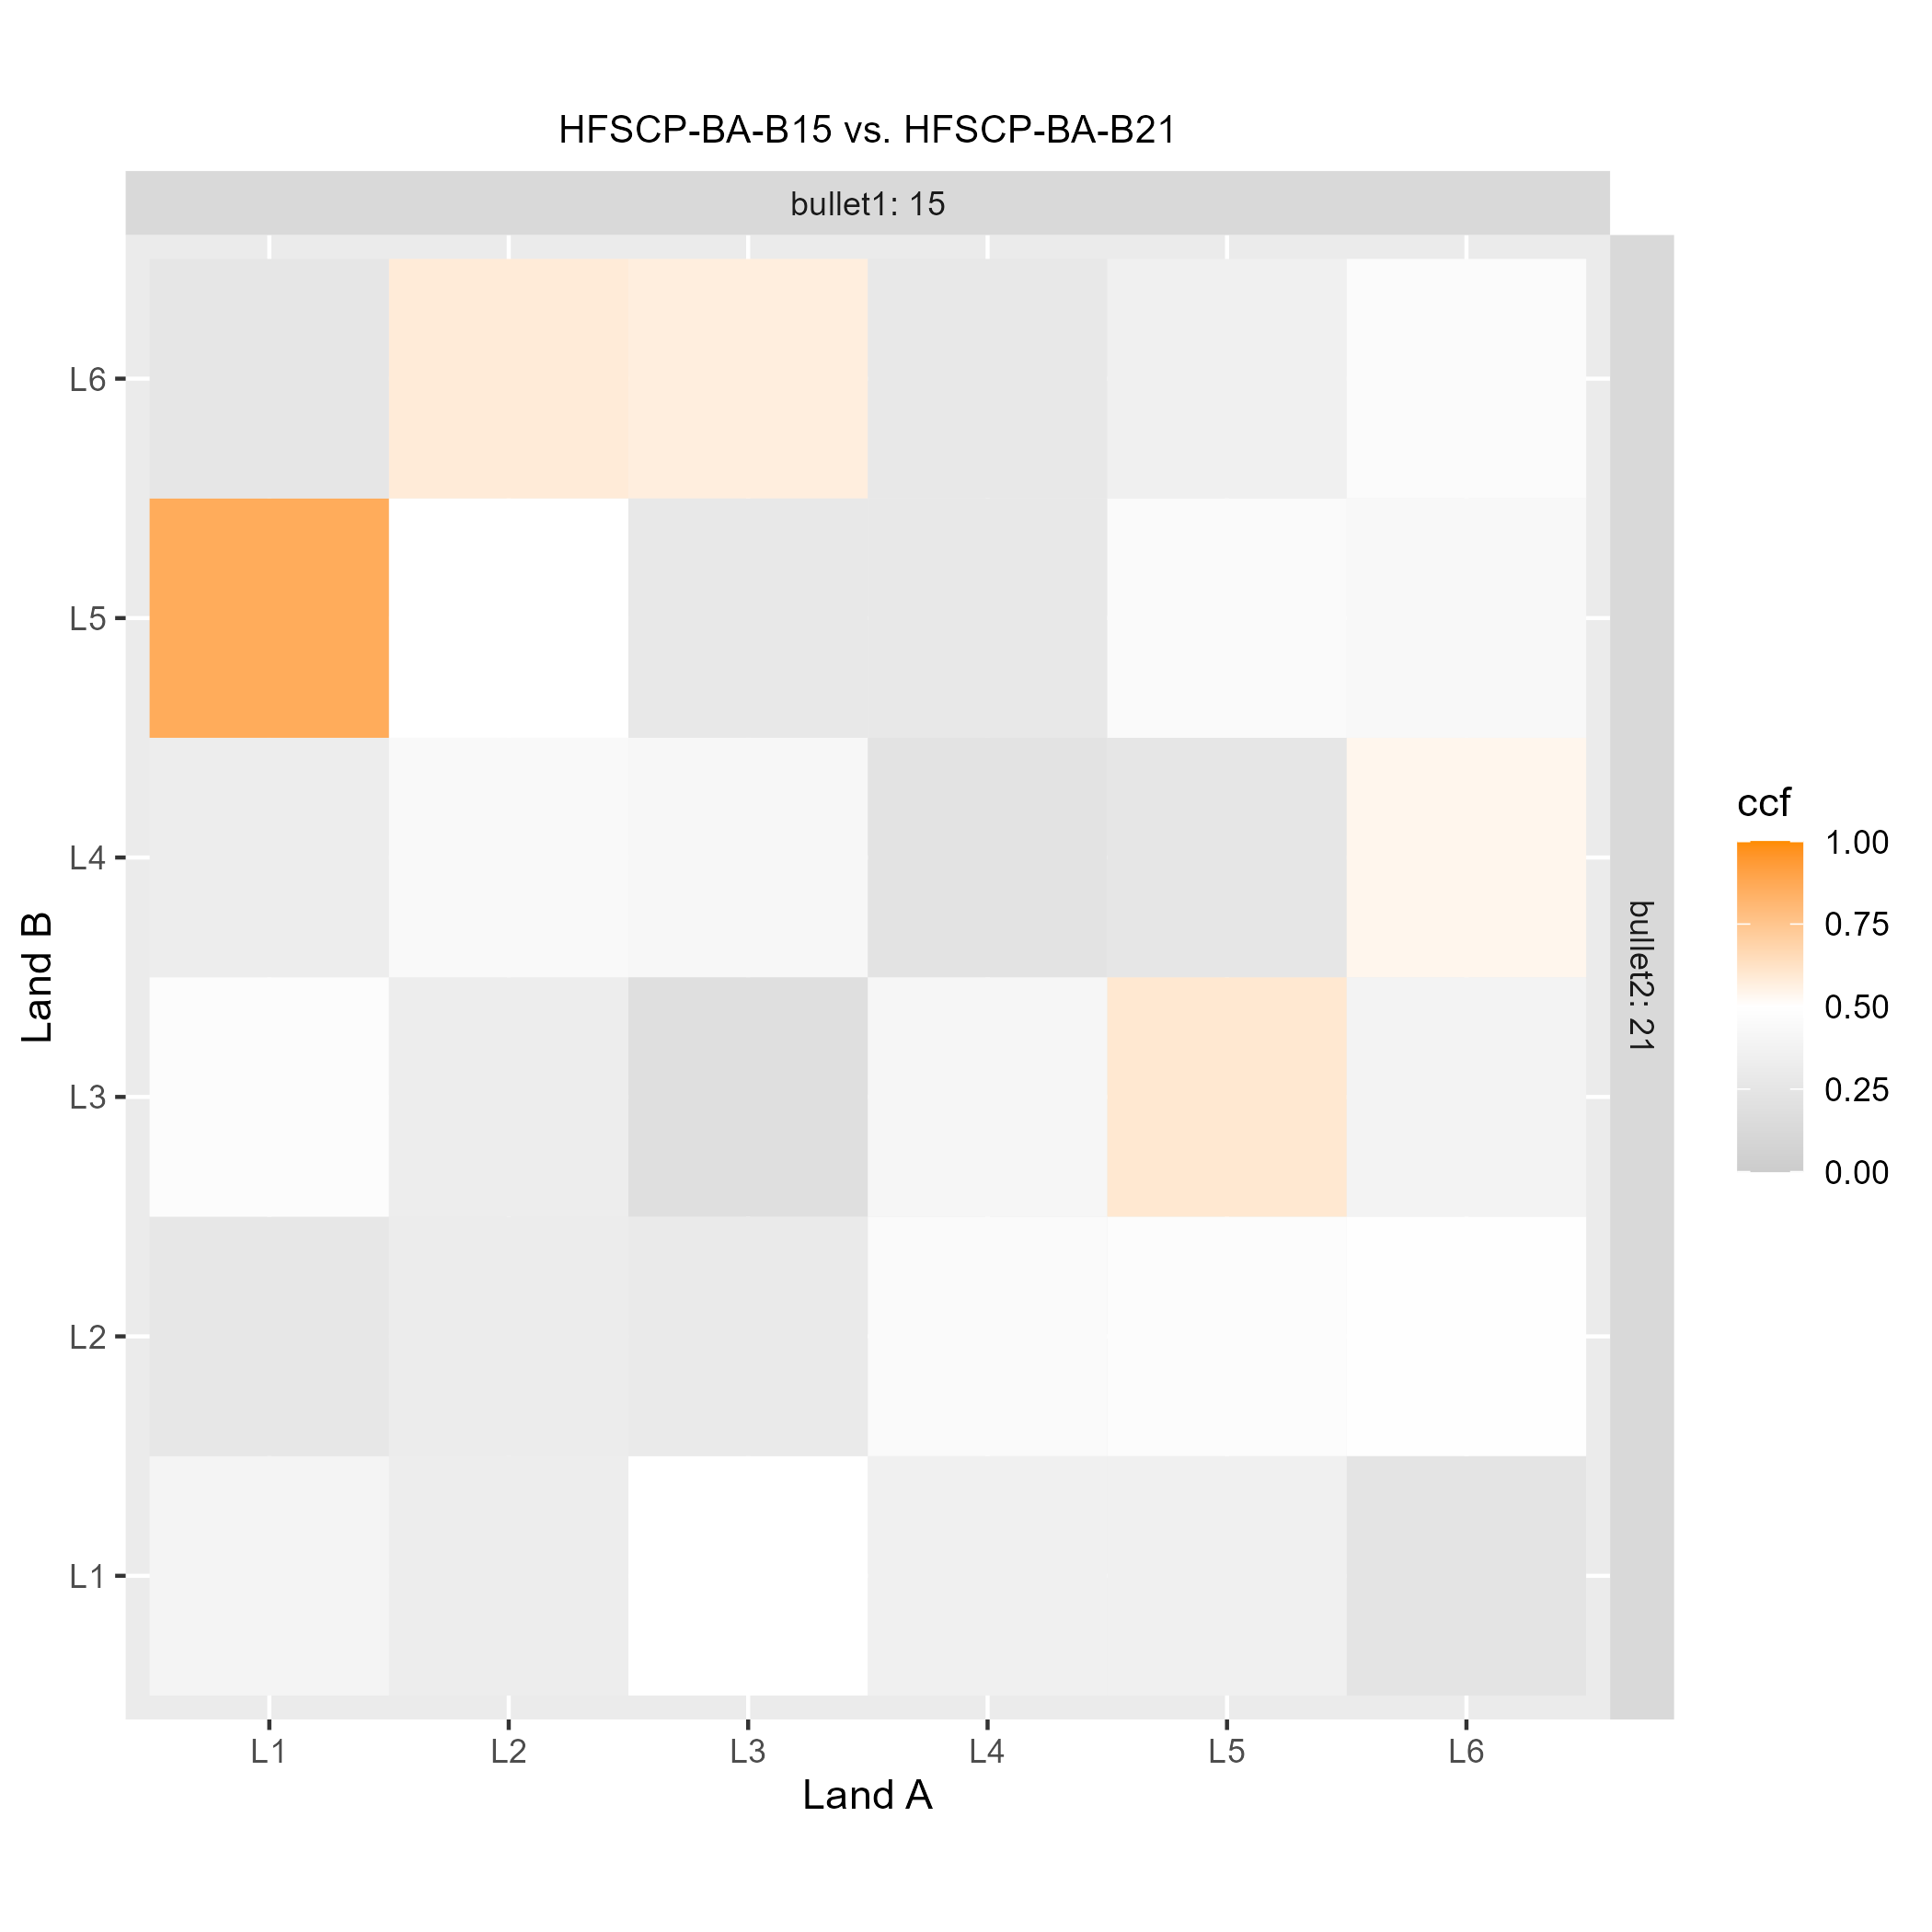 HFSCP-BA-B15 vs. HFSCP-BA-B21
bullet1: 15
L6
L5
L4
L3
L2
L1
Land B
bullet2: 21
L1 L2 L3 L4 L5 L6
Land A
ccf
1.00
0.75
0.50
0.25
0.00